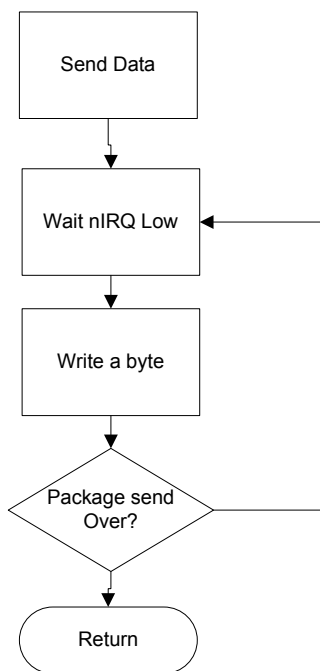 Send Data
Wait nIRQ Low
Write a byte
Package send
Over?
Return